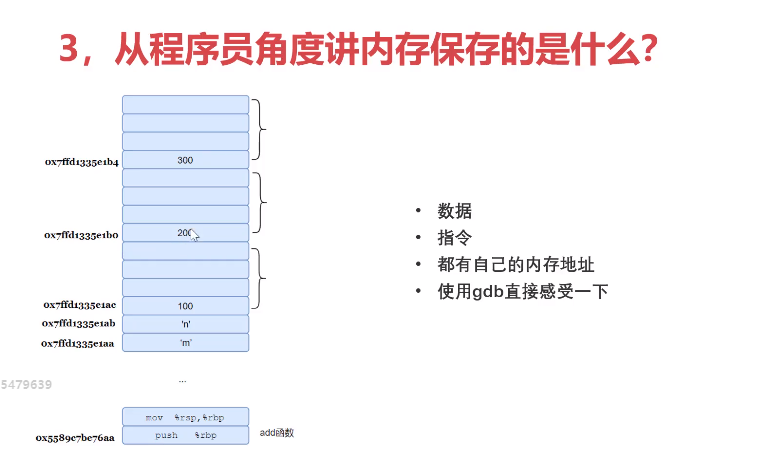 3，从程序员角度讲内存保存的是什么？
0x7ffd1335e1b4 300
0x7ffd1335e1b0 200
0x7ffd1335e1ac 100
0x7ffd1335e1ab 'n'
0x7ffd1335e1aa 'm'
...
mov %rsp,%rbp
0x5589c7be76aa push %rbp add函数
• 数据
• 指令
• 都有自己的内存地址
• 使用gdb直接感受一下
5479639